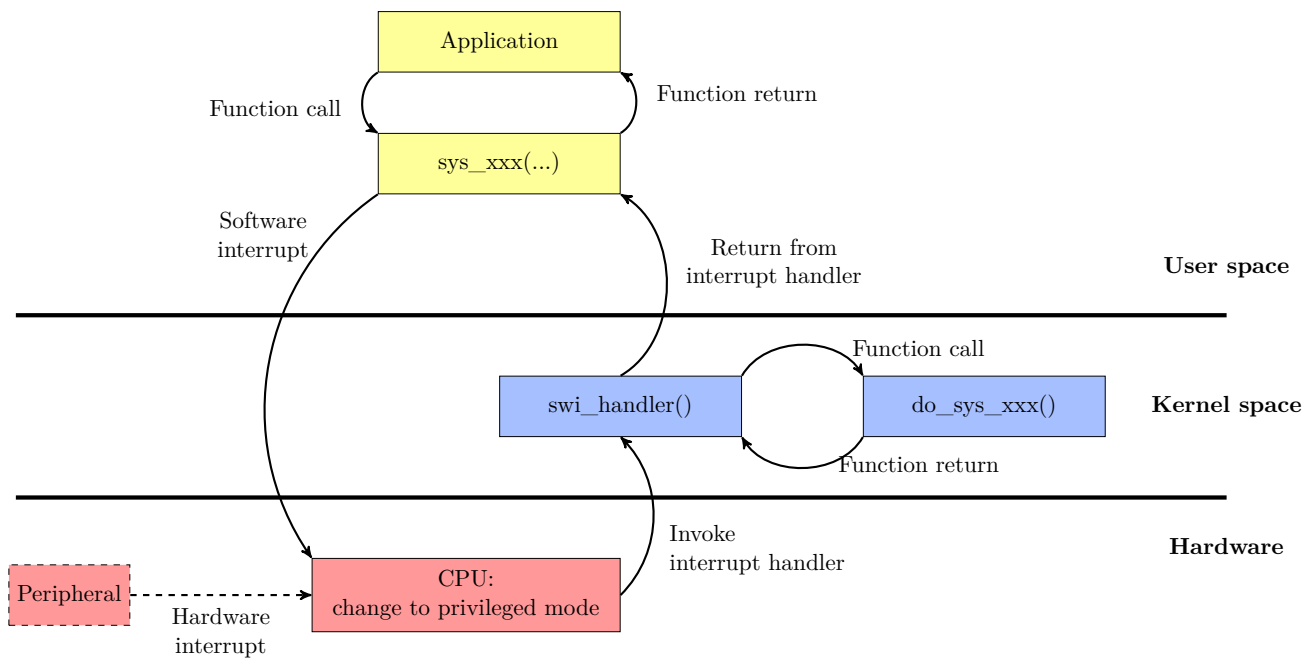 Application
Function call
Function return
sys_xxx(...)
Software
interrupt
Return from
interrupt handler
User space
Function call
swi_handler()
do_sys_xxx()
Kernel space
Function return
Invoke
interrupt handler
Hardware
Peripheral
Hardware
interrupt
CPU:
change to privileged mode